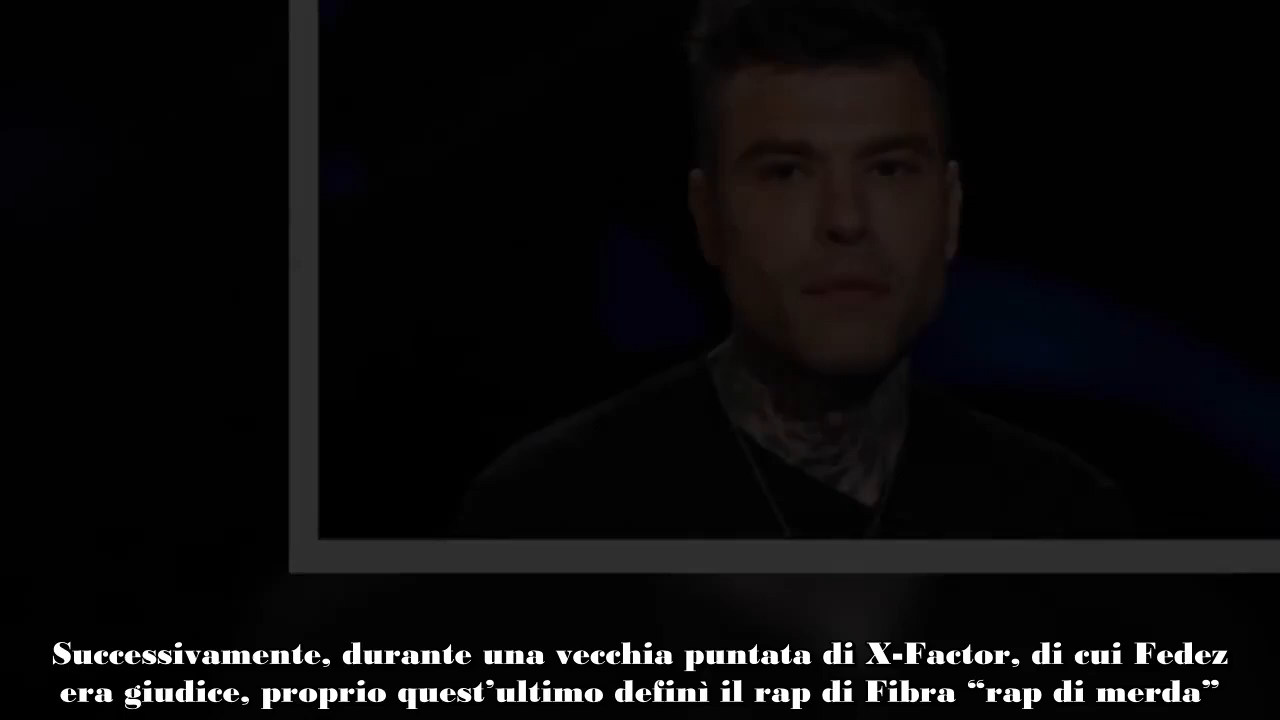 Successivamente, durante una vecchia puntata di X-Factor, di cui Fedez
era giudice, proprio quest’ultimo definì il rap di Fibra “rap di merda”